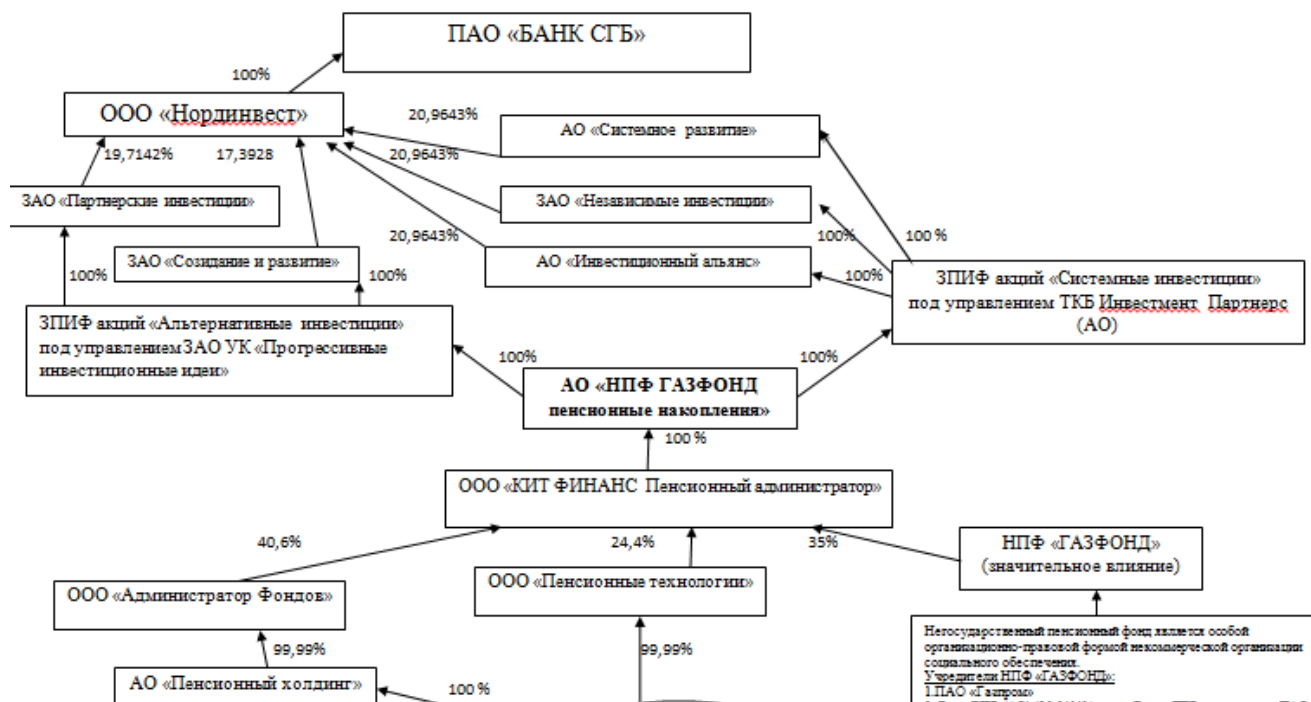 ПАО «БАНК СГБ»
100%
ООО «Нординвест»
20,9643%
АО «Системное развитие»
19,7142%
17,3928
20,9643%
ЗАО «Партнерские инвестиции»
ЗАО «Независимые инвестиции»
20,9643%
100%
100 %
ЗАО «Созидание и развитие»
АО «Инвестиционный альянс»
100%
100%
100%
ЗПИФ акций «Системные инвестиции»
под управлением ТКБ Инвестмент Партнерс
(АО)
ЗПИФ акций «Альтернативные инвестиции»
под управлением ЗАО УК «Прогрессивные
инвестиционные идеи»
100%
100%
АО «НПФ ГАЗФОНД
пенсионные накопления»
100 %
ООО «КИТ ФИНАНС Пенсионный администратор»
40,6%
24,4%
35%
НПФ «ГАЗФОНД»
(значительное влияние)
ООО «Администратор Фондов»
ООО «Пенсионные технологии»
99,99%
99,99%
Негосударственный пенсионный фонд является особой
организационно-правовой формой некоммерческой организации
социального обеспечения.
Учредители НПФ «ГАЗФОНД»:
1.ПАО «Газпром»
АО «Пенсионный холдинг»
100 %